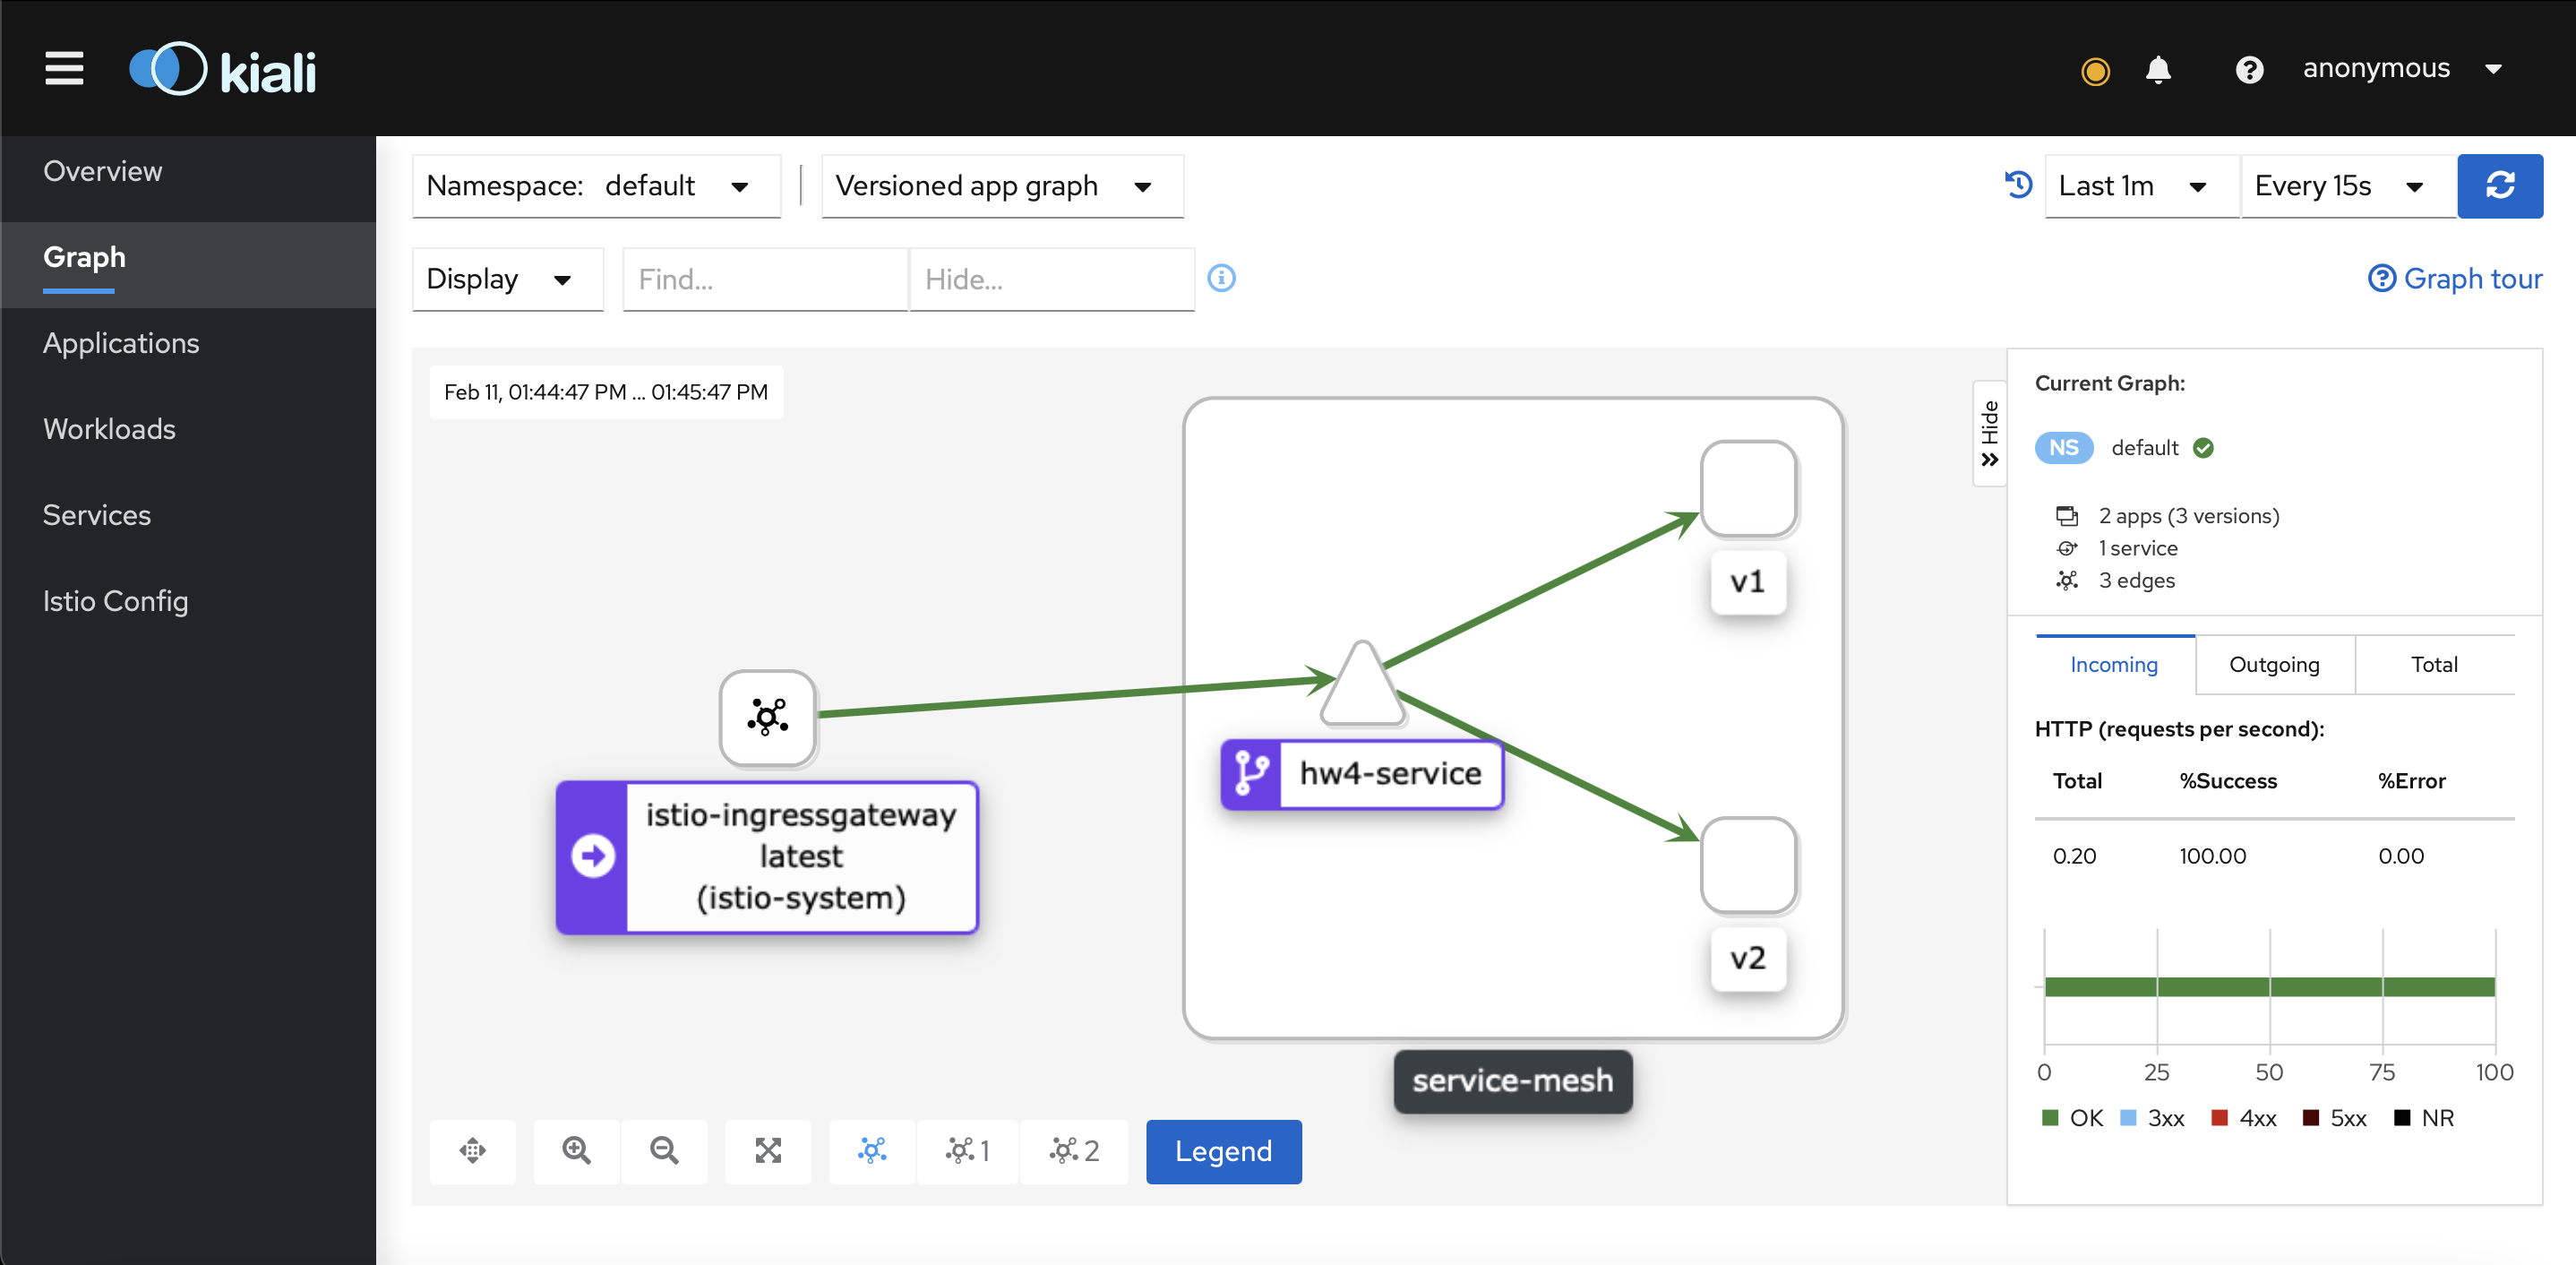 kiali
anonymous
Overview
Graph
Applications
Workloads
Services
Istio Config
Namespace: default
Versioned app graph
Last 1m
Every 15s
Display
Find...
Hide...
Graph tour
Feb 11, 01:44:47 PM ... 01:45:47 PM
istio-ingressgateway
latest
(istio-system)
hw4-service
v1
v2
service-mesh
1
2
Legend
Hide
Current Graph:
NS default
2 apps (3 versions)
1 service
3 edges
Incoming Outgoing Total
HTTP (requests per second):
Total %Success %Error
0.20 100.00 0.00
0 25 50 75 100
OK 3xx 4xx 5xx NR